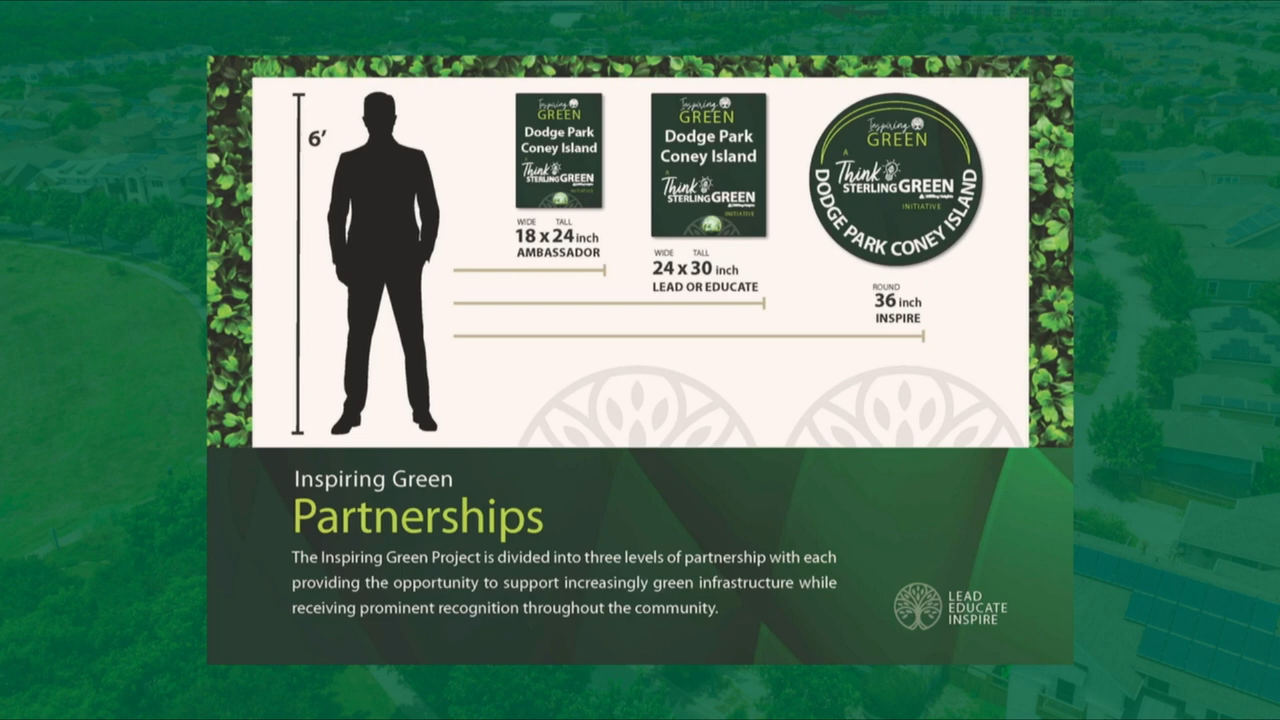 6’
Inspiring
GREEN
Dodge Park
Coney Island
A
Think
STERLING GREEN
INITIATIVE
WIDE TALL
18 x 24 inch
AMBASSADOR
Inspiring
GREEN
Dodge Park
Coney Island
A
Think
STERLING GREEN
INITIATIVE
WIDE TALL
24 x 30 inch
LEAD OR EDUCATE
Inspiring
GREEN
A
Think
STERLING GREEN
INITIATIVE
DODGE PARK CONEY ISLAND
ROUND
36 inch
INSPIRE
Inspiring Green
Partnerships
The Inspiring Green Project is divided into three levels of partnership with each
providing the opportunity to support increasingly green infrastructure while
receiving prominent recognition throughout the community.
LEAD
EDUCATE
INSPIRE